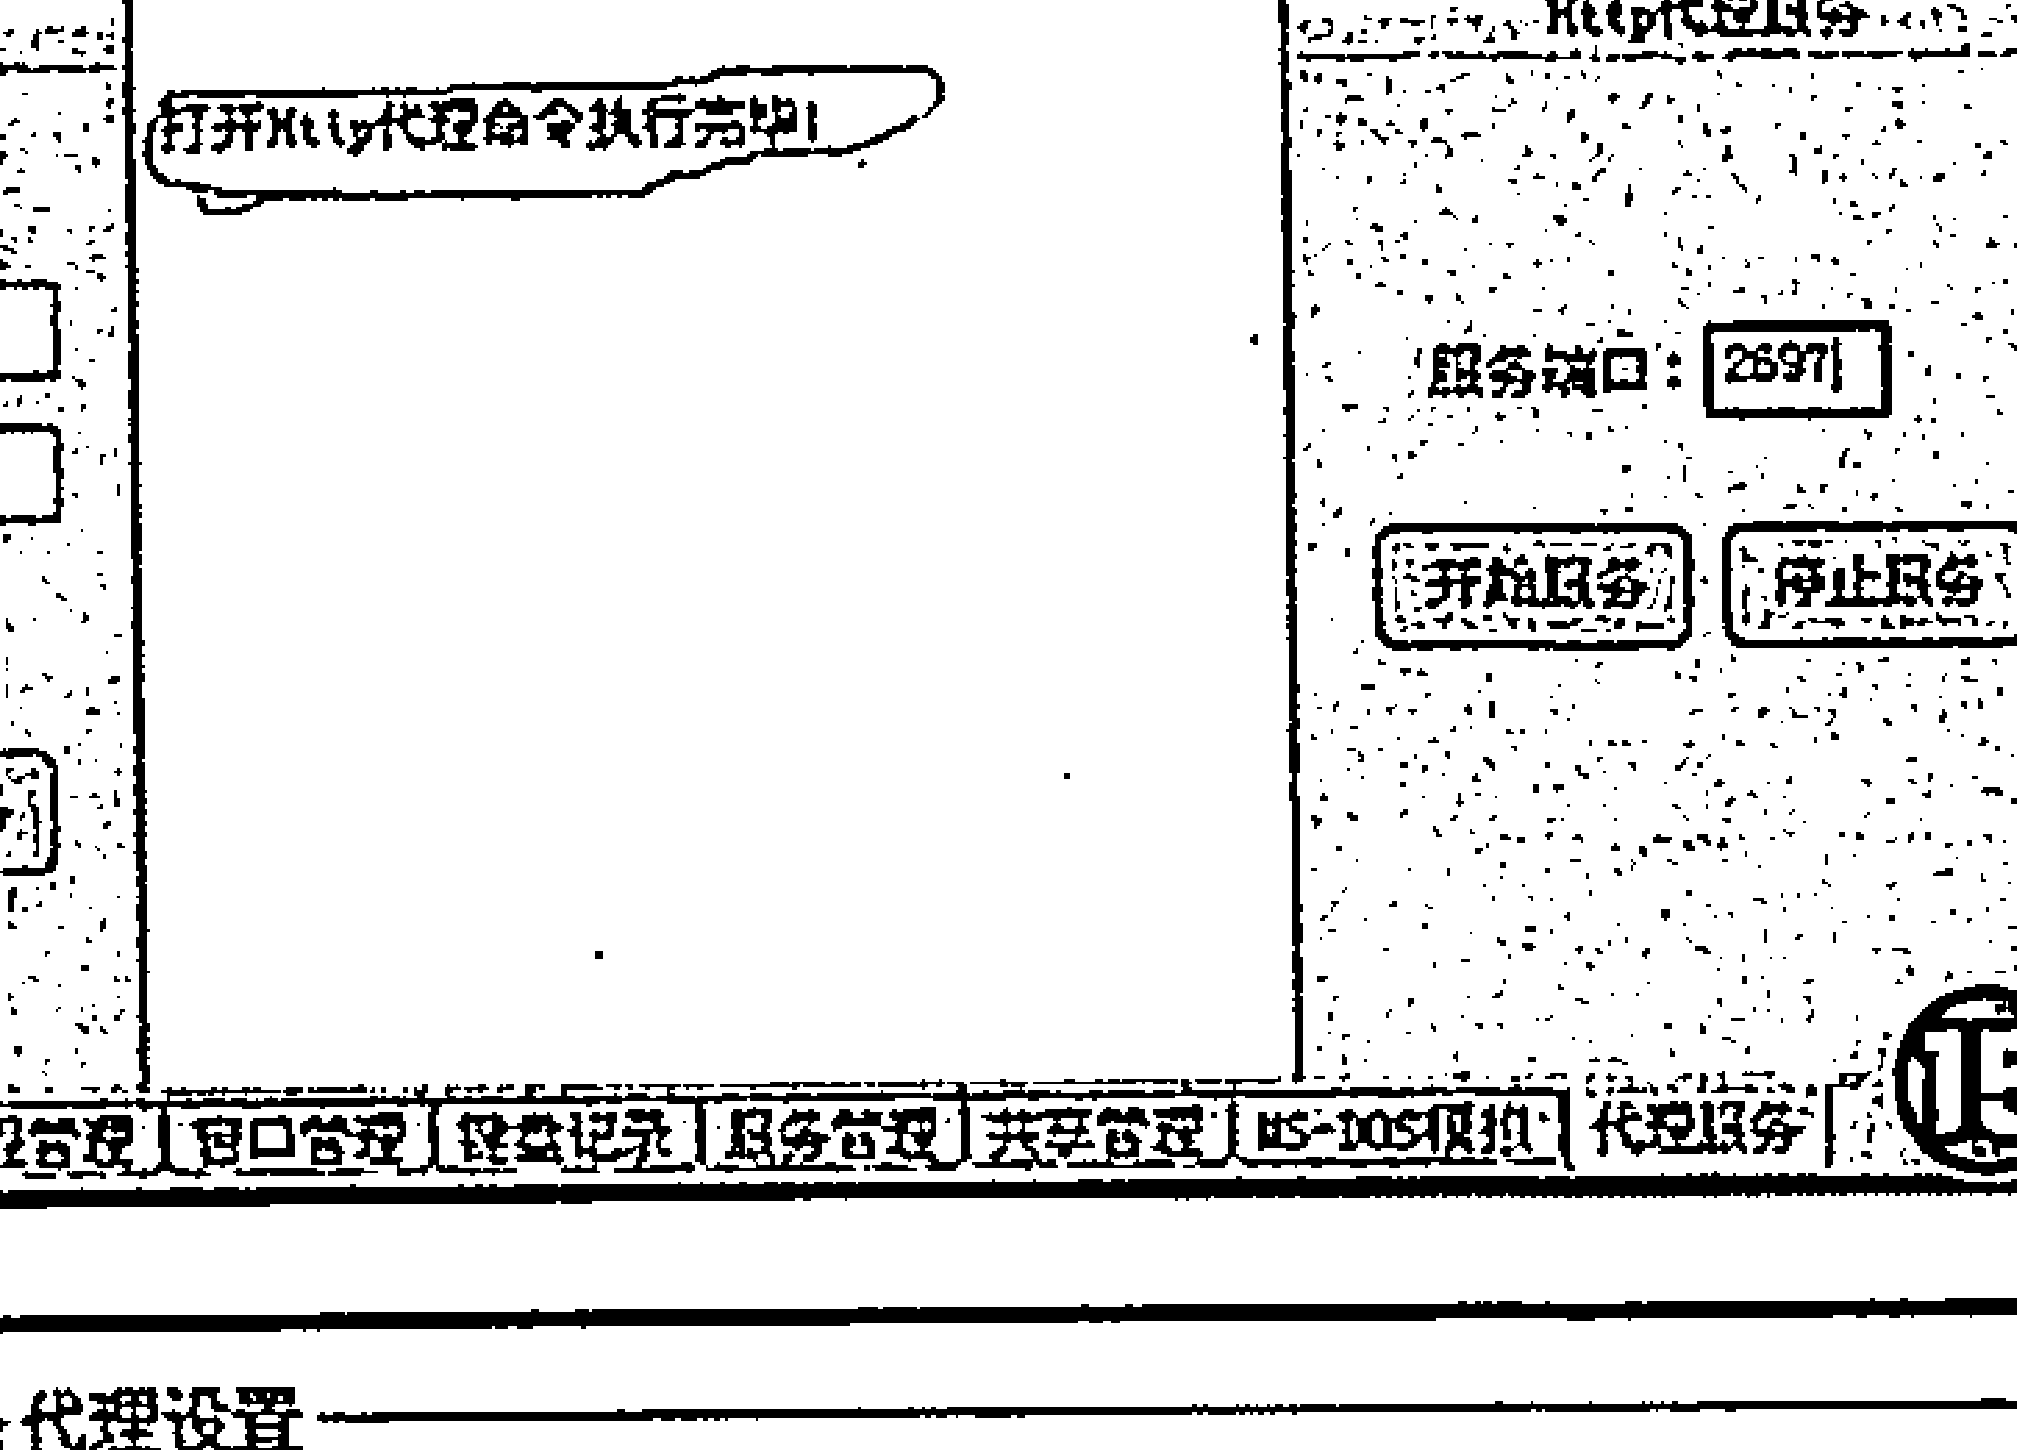 Http代理服务
打开Http代理命令执行完毕!
服务端口:2697
开始服务 停止服务
管理 窗口管理 键盘记录 服务管理 共享管理 MS-DOS模拟 代理服务
代理设置